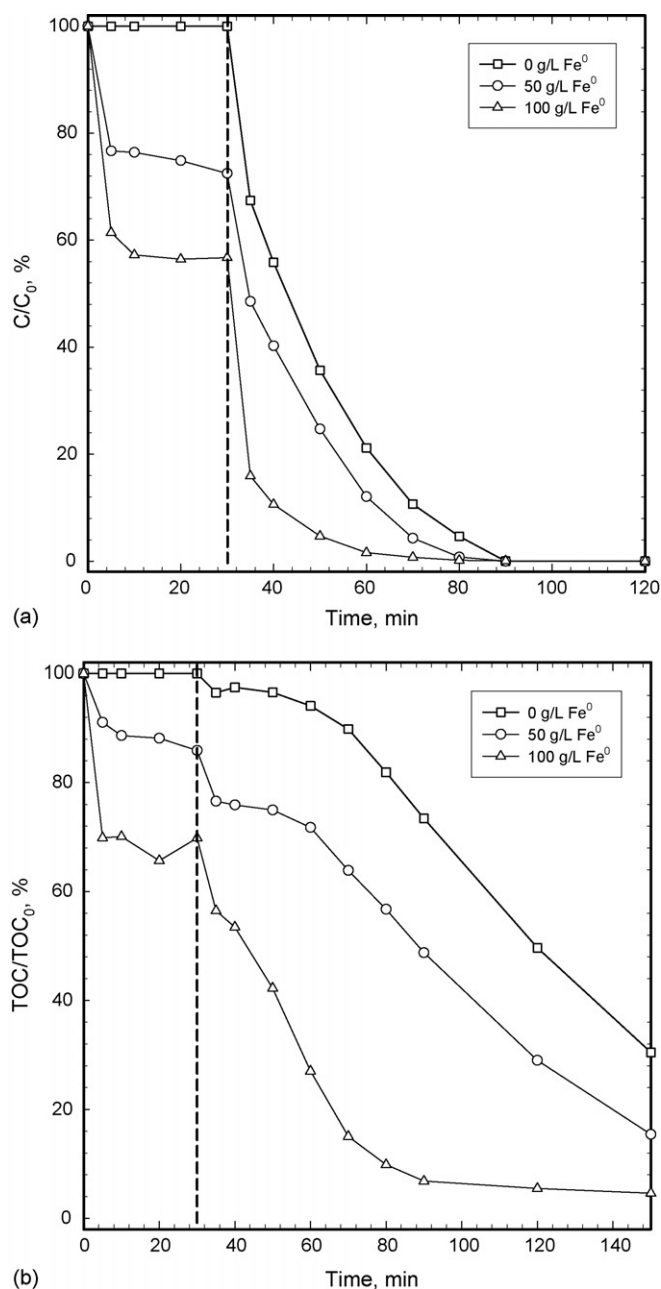 100
80
60
40
20
0
C/C₀, %
0 g/L Fe⁰
50 g/L Fe⁰
100 g/L Fe⁰
0 20 40 60 80 100 120
(a)
Time, min
100
80
60
40
20
0
TOC/TOC₀, %
0 g/L Fe⁰
50 g/L Fe⁰
100 g/L Fe⁰
0 20 40 60 80 100 120 140
(b)
Time, min